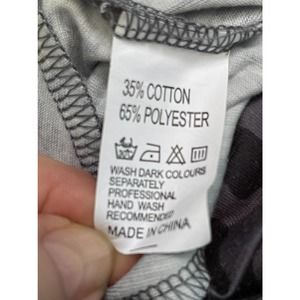 35% COTTON
65% POLYESTER
WASH DARK COLOURS
SEPARATELY
PROFESSIONAL
HAND WASH
RECOMMENDED
MADE IN CHINA